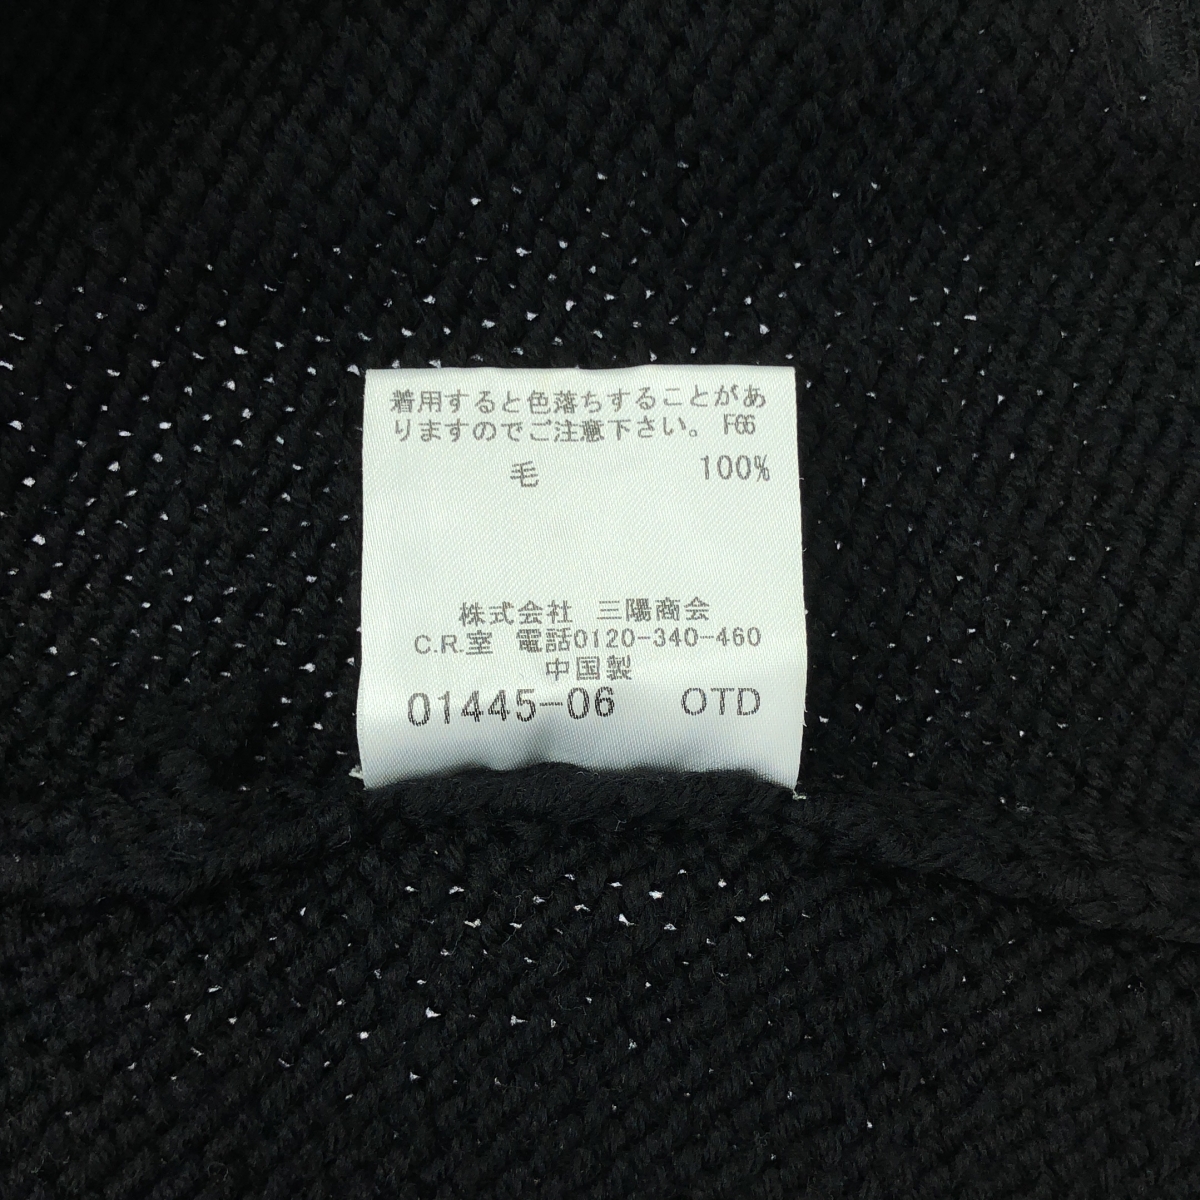 着用すると色落ちすることがあ
りますのでご注意下さい。 F66
毛 100%
株式会社 三陽商会
C.R.室 電話0120-340-460
中国製
01445-06 OTD